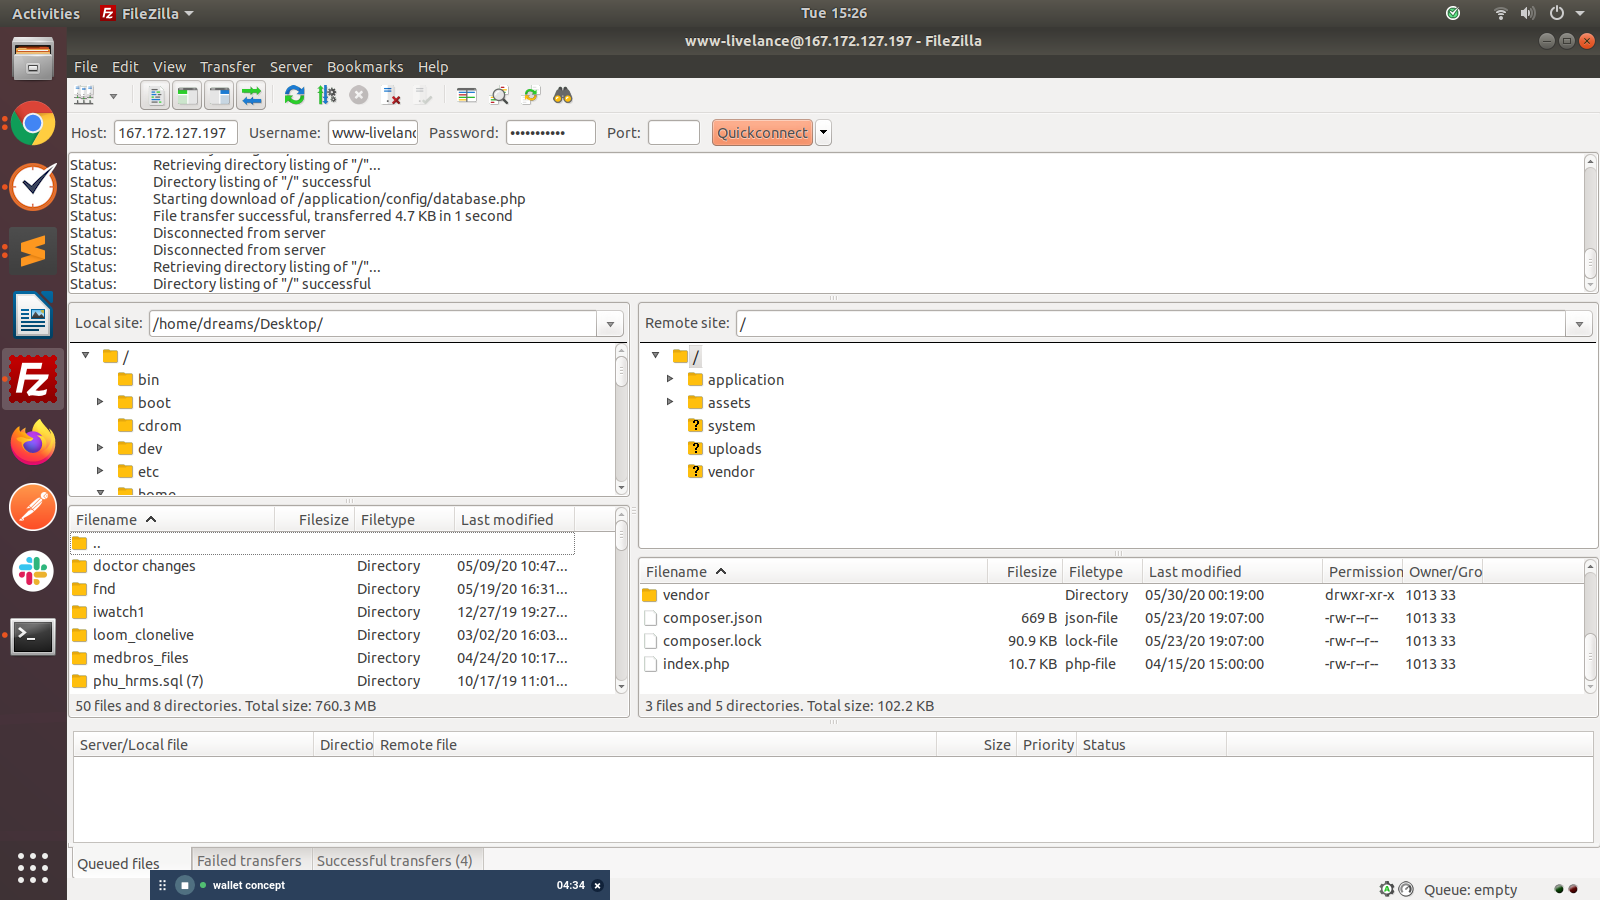 Activities FileZilla Tue 15:26
www-livelance@167.172.127.197 - FileZilla
File Edit View Transfer Server Bookmarks Help
Host: 167.172.127.197 Username: www-livelanc Password: ••••••••••• Port: Quickconnect
Status: Retrieving directory listing of "/"...
Status: Directory listing of "/" successful
Status: Starting download of /application/config/database.php
Status: File transfer successful, transferred 4.7 KB in 1 second
Status: Disconnected from server
Status: Disconnected from server
Status: Retrieving directory listing of "/"...
Status: Directory listing of "/" successful
Local site: /home/dreams/Desktop/
/
bin
boot
cdrom
dev
etc
home
Filename Filesize Filetype Last modified
..
doctor changes Directory 05/09/20 10:47...
fnd Directory 05/19/20 16:31...
iwatch1 Directory 12/27/19 19:27...
loom_clonelive Directory 03/02/20 16:03...
medbros_files Directory 04/24/20 10:17...
phu_hrms.sql (7) Directory 10/17/19 11:01...
50 files and 8 directories. Total size: 760.3 MB
Remote site: /
/
application
assets
? system
? uploads
? vendor
Filename Filesize Filetype Last modified Permission Owner/Gro
vendor Directory 05/30/20 00:19:00 drwxr-xr-x 1013 33
composer.json 669 B json-file 05/23/20 19:07:00 -rw-r--r-- 1013 33
composer.lock 90.9 KB lock-file 05/23/20 19:07:00 -rw-r--r-- 1013 33
index.php 10.7 KB php-file 04/15/20 15:00:00 -rw-r--r-- 1013 33
3 files and 5 directories. Total size: 102.2 KB
Server/Local file Directio Remote file Size Priority Status
Queued files Failed transfers Successful transfers (4)
wallet concept 04:34
Queue: empty